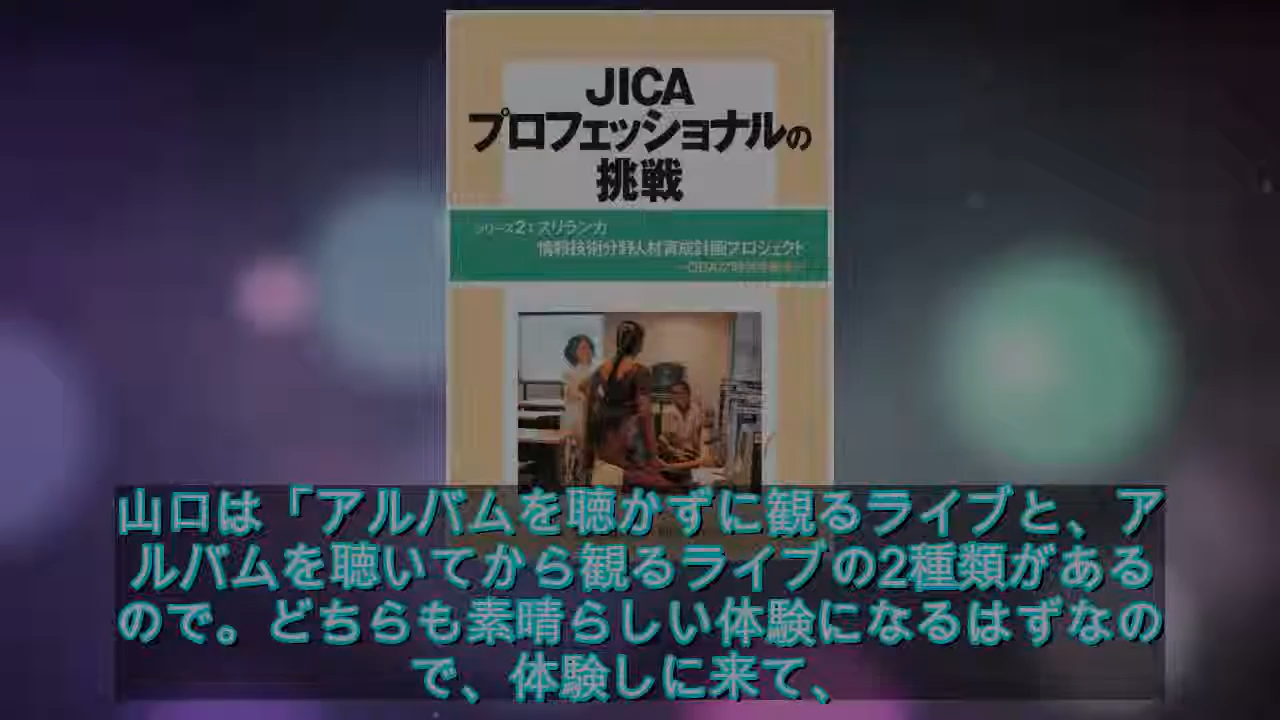 JICA
プロフェッショナルの
挑戦
シリーズ2:スリランカ
情報技術分野人材育成計画プロジェクト
山口は「アルバムを聴かずに観るライブと、ア
ルバムを聴いてから観るライブの2種類がある
ので。どちらも素晴らしい体験になるはずなの
で、体験しに来て、